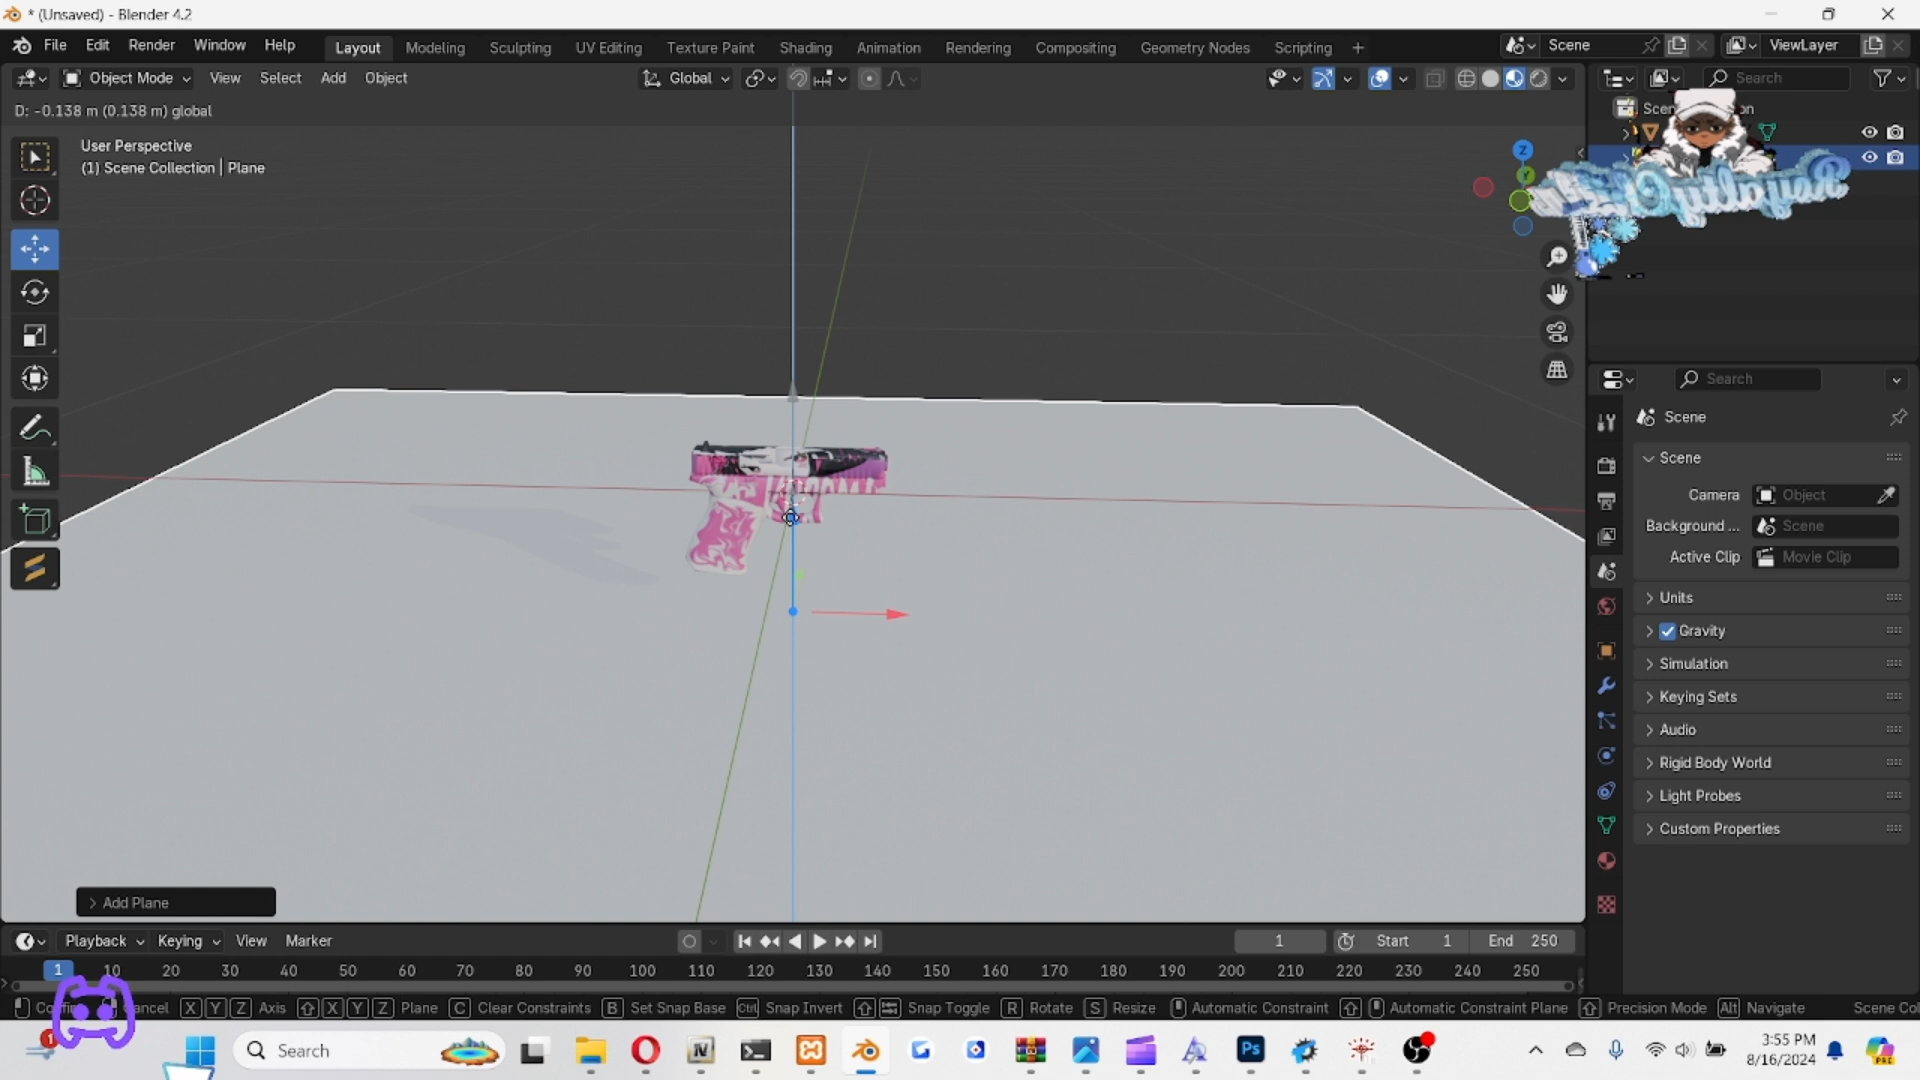 * (Unsaved) - Blender 4.2
File Edit Render Window Help Layout Modeling Sculpting UV Editing Texture Paint Shading Animation Rendering Compositing Geometry Nodes Scripting + Scene ViewLayer
Object Mode View Select Add Object Global Search
D: -0.138 m (0.138 m) global
User Perspective
(1) Scene Collection | Plane
Z
Royalty
Search
Scene
Scene
Camera Object
Background ... Scene
Active Clip Movie Clip
Units
Gravity
Simulation
Keying Sets
Audio
Rigid Body World
Light Probes
Custom Properties
Add Plane
Playback Keying View Marker 1 Start 1 End 250
1 10 20 30 40 50 60 70 80 90 100 110 120 130 140 150 160 170 180 190 200 210 220 230 240 250
X Y Z Axis X Y Z Plane C Clear Constraints B Set Snap Base Ctrl Snap Invert Snap Toggle R Rotate S Resize Automatic Constraint Automatic Constraint Plane Precision Mode Alt Navigate Scene Co
1 Search Ps 3:55 PM
8/16/2024
PRE